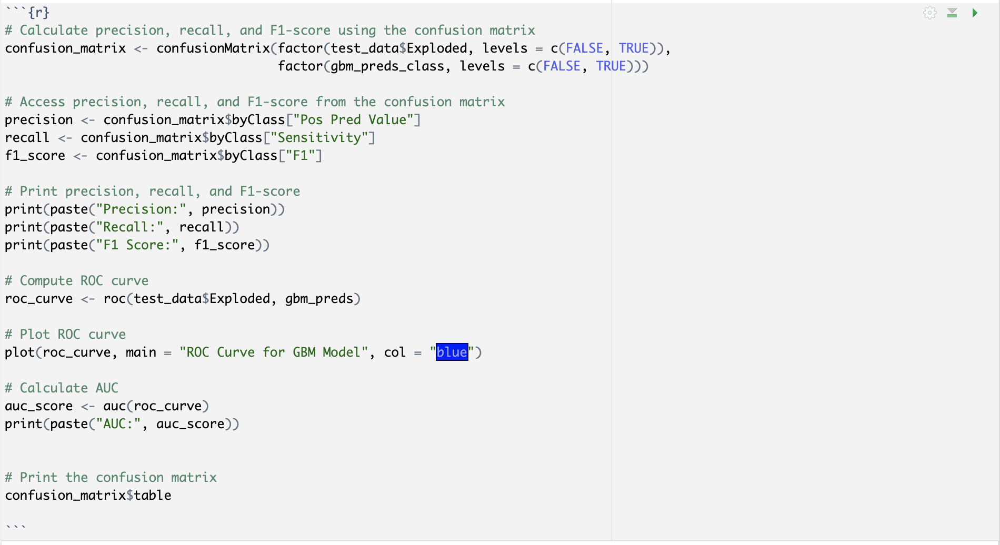 ```{r}
# Calculate precision, recall, and F1-score using the confusion matrix
confusion_matrix <- confusionMatrix(factor(test_data$Exploded, levels = c(FALSE, TRUE)),
                                    factor(gbm_preds_class, levels = c(FALSE, TRUE)))

# Access precision, recall, and F1-score from the confusion matrix
precision <- confusion_matrix$byClass["Pos Pred Value"]
recall <- confusion_matrix$byClass["Sensitivity"]
f1_score <- confusion_matrix$byClass["F1"]

# Print precision, recall, and F1-score
print(paste("Precision:", precision))
print(paste("Recall:", recall))
print(paste("F1 Score:", f1_score))

# Compute ROC curve
roc_curve <- roc(test_data$Exploded, gbm_preds)

# Plot ROC curve
plot(roc_curve, main = "ROC Curve for GBM Model", col = "blue")

# Calculate AUC
auc_score <- auc(roc_curve)
print(paste("AUC:", auc_score))


# Print the confusion matrix
confusion_matrix$table

```